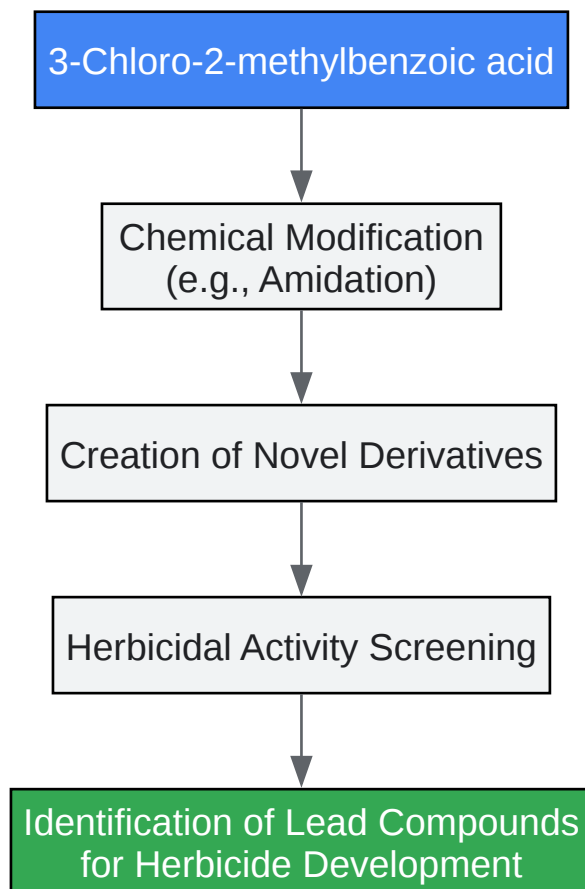 3-Chloro-2-methylbenzoic acid
Chemical Modification
(e.g., Amidation)
Creation of Novel Derivatives
Herbicidal Activity Screening
Identification of Lead Compounds
for Herbicide Development